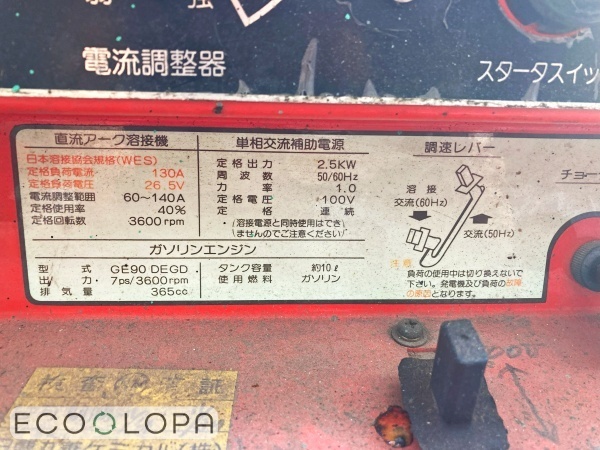 弱
強
電流調整器
スタータスイッ
直流アーク溶接機
日本溶接協会規格(WES)
定格負荷電流: 130A
定格負荷電圧 26.5V
電流調整範囲 60~140A
定格使用率 40%
定格回転数 3600rpm
単相交流補助電源
定格出力 2.5KW
周波数 50/60Hz
力率 1.0
定格電圧 100V
定格 連続
(溶接電源と同時使用はでき
ませんのでご注意ください)
調速レバー
溶接
交流(60Hz)
交流(50Hz)
注意
負荷の使用中は切り換えないで
下さい。発電機及び負荷の故障
の原因となります。
チョー
ガソリンエンジン
型式 GE90 DEGD
出力・ 7ps/3600rpm
排気量 365cc
タンク容量 約10ℓ
使用燃料 ガソリン
ECOOLOPA